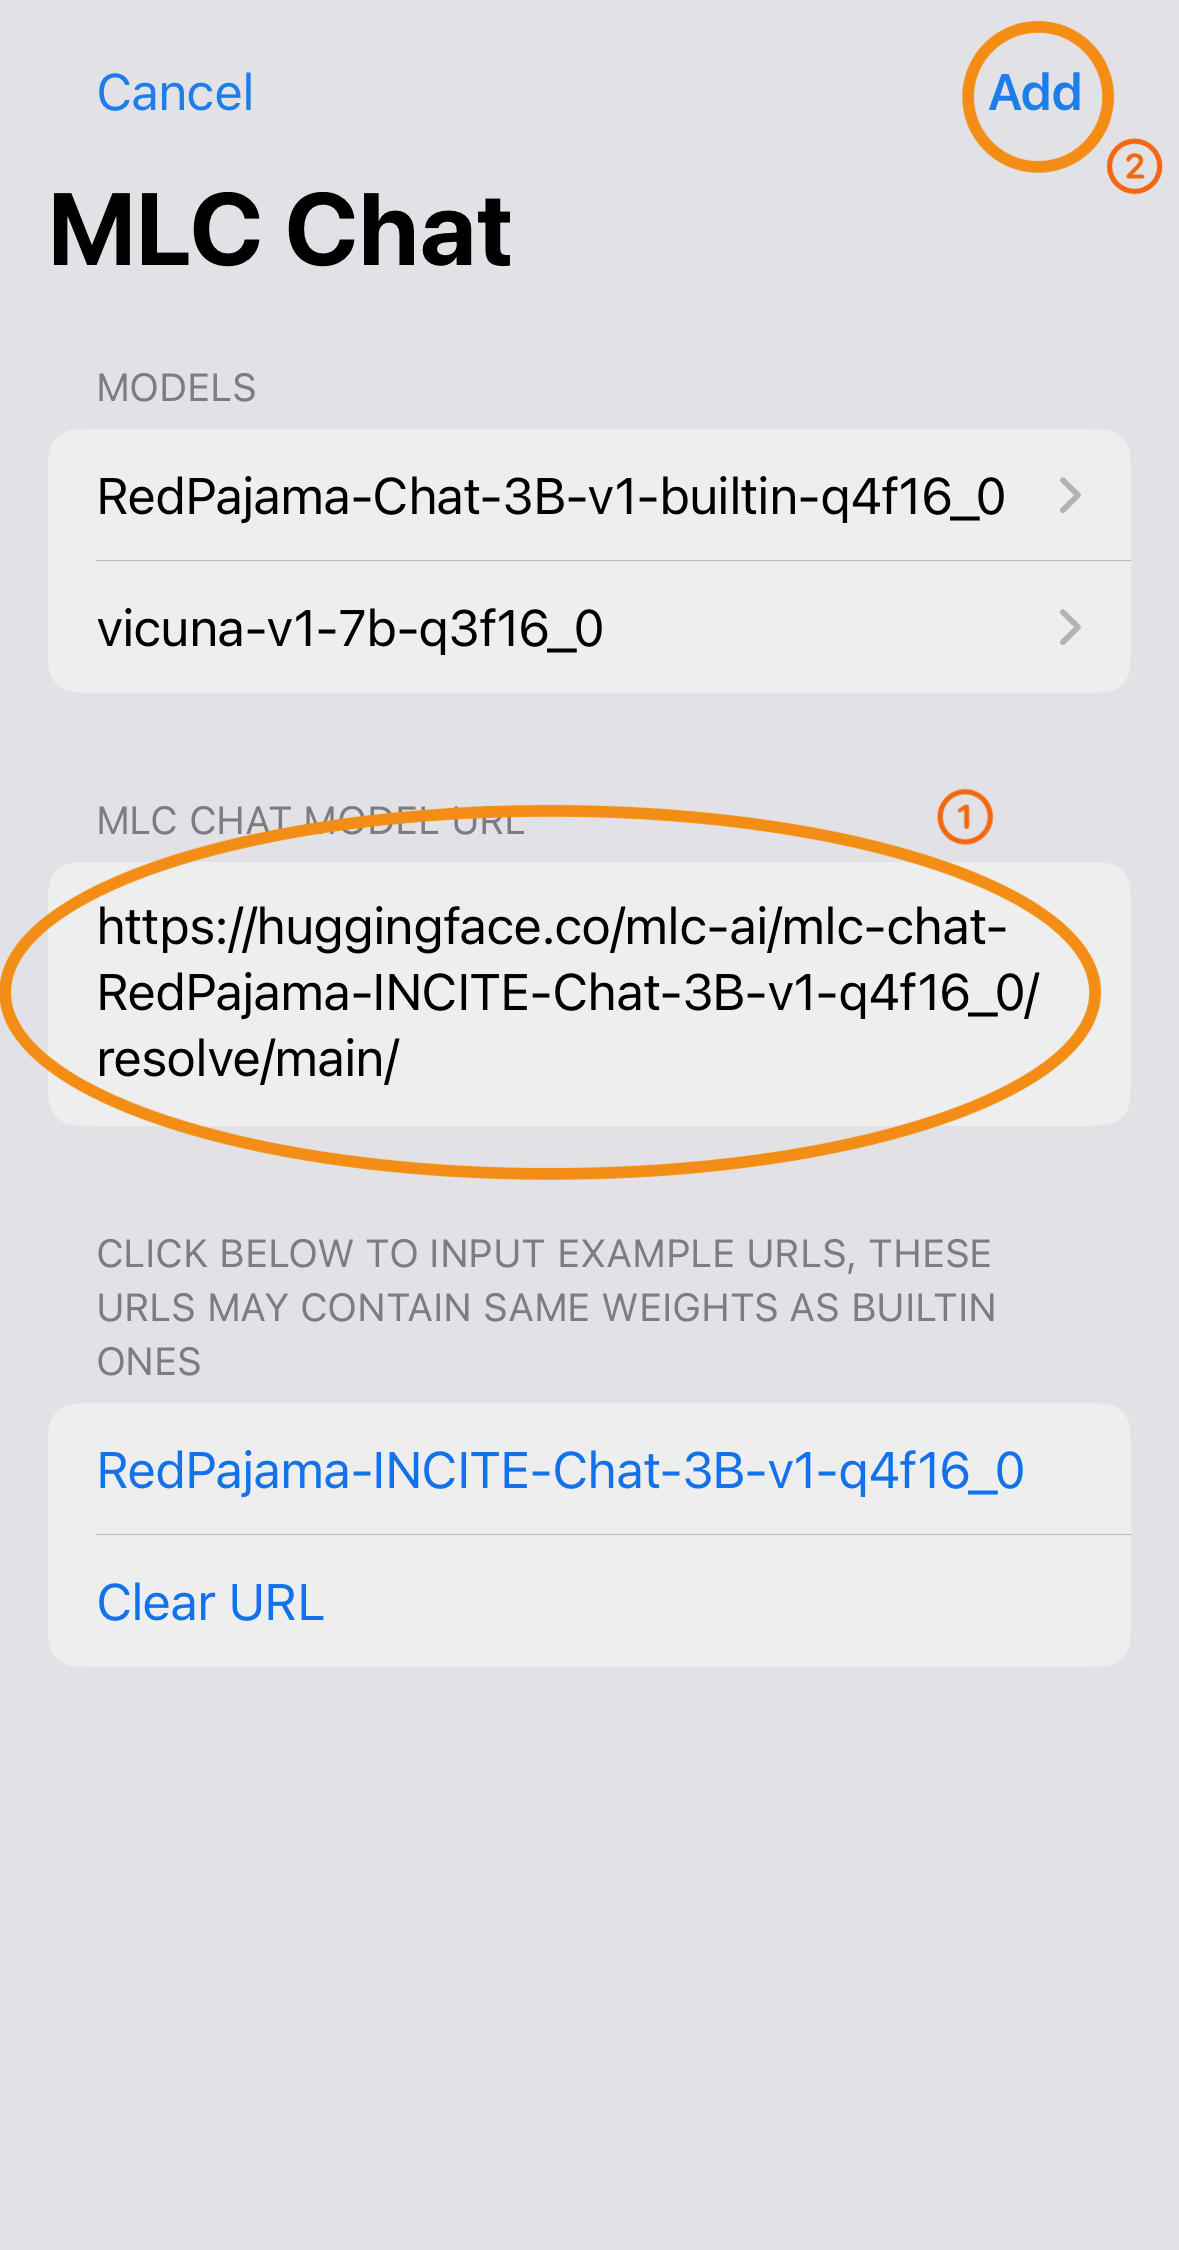 Cancel
Add
2
MLC Chat
MODELS
RedPajama-Chat-3B-v1-builtin-q4f16_0
vicuna-v1-7b-q3f16_0
MLC CHAT MODEL URL
1
https://huggingface.co/mlc-ai/mlc-chat-
RedPajama-INCITE-Chat-3B-v1-q4f16_0/
resolve/main/
CLICK BELOW TO INPUT EXAMPLE URLS, THESE
URLS MAY CONTAIN SAME WEIGHTS AS BUILTIN
ONES
RedPajama-INCITE-Chat-3B-v1-q4f16_0
Clear URL